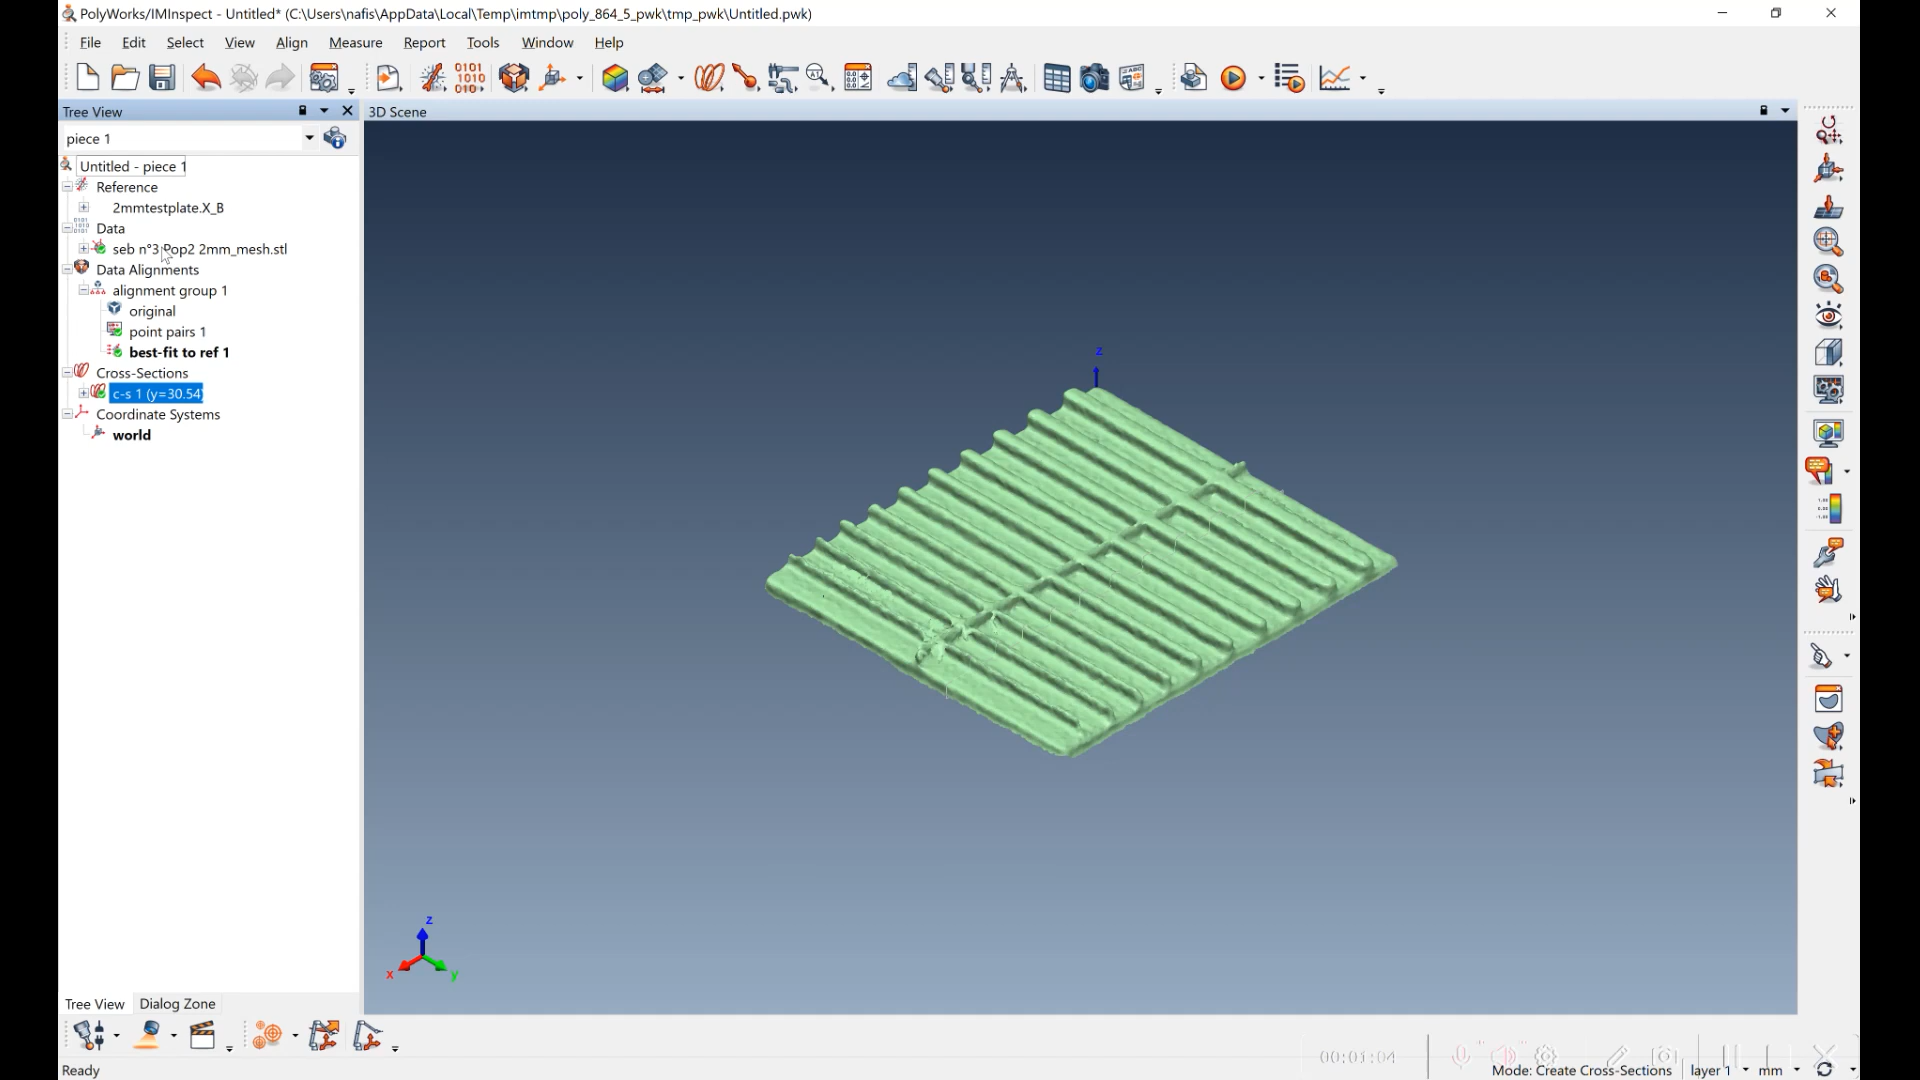 PolyWorks/IMInspect - Untitled* (C:\Users\nafis\AppData\Local\Temp\imtmp\poly_864_5_pwk\tmp_pwk\Untitled.pwk)
File Edit Select View Align Measure Report Tools Window Help
Tree View
3D Scene
piece 1
Untitled - piece 1
Reference
2mmtestplate.X_B
Data
seb n°3 Pop2 2mm_mesh.stl
Data Alignments
alignment group 1
original
point pairs 1
best-fit to ref 1
Cross-Sections
c-s 1 (y=30.54)
Coordinate Systems
world
z
z
x
y
Tree View Dialog Zone
00:01:04
Ready
Mode: Create Cross-Sections layer 1 mm